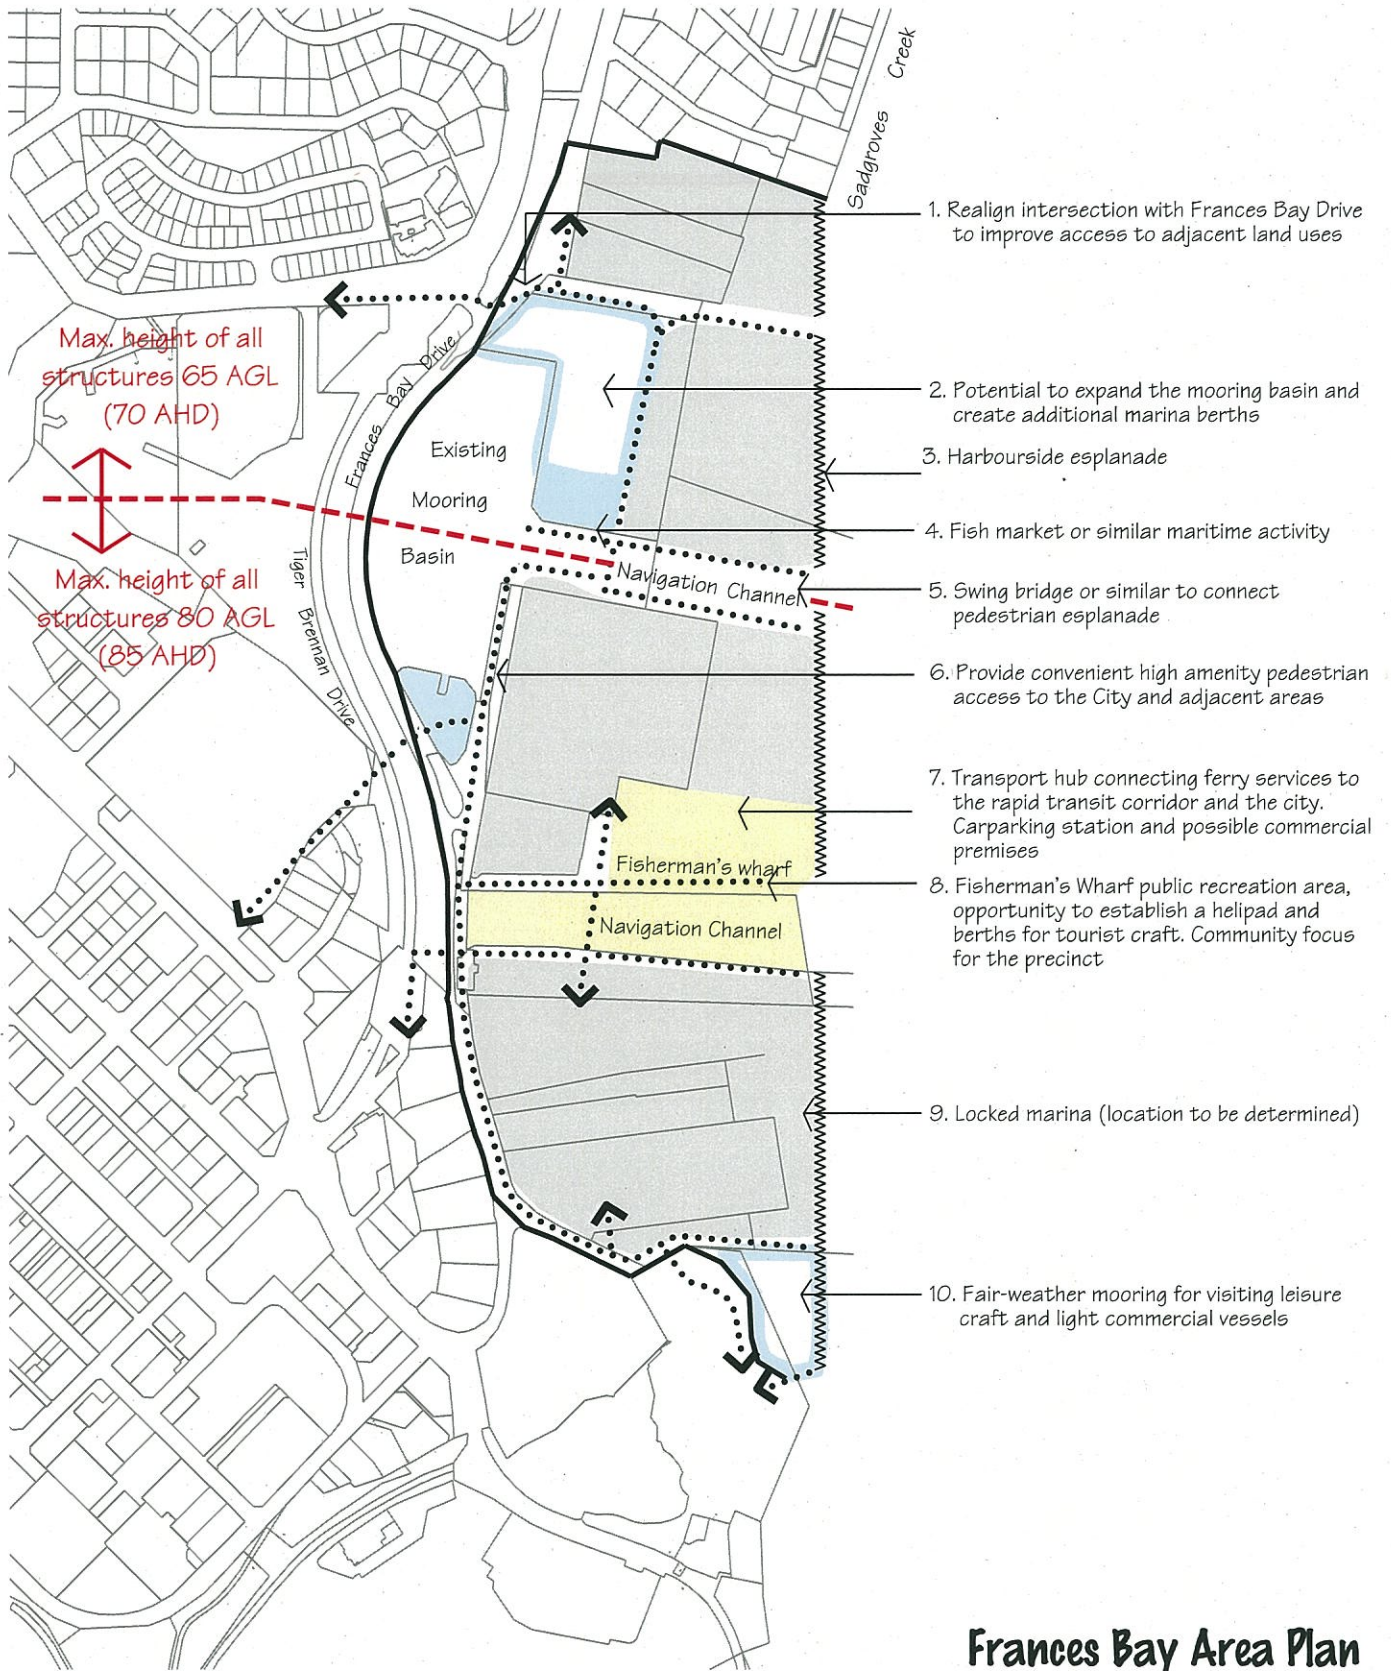 Sadgroves Creek
1. Realign intersection with Frances Bay Drive
to improve access to adjacent land uses
Max. height of all
structures 65 AGL
(70 AHD)
Frances Bay Drive
2. Potential to expand the mooring basin and
create additional marina berths
Existing
Mooring
Basin
3. Harbourside esplanade
4. Fish market or similar maritime activity
Max. height of all
structures 80 AGL
(85 AHD)
Tiger Brennan Drive
Navigation Channel
5. Swing bridge or similar to connect
pedestrian esplanade
6. Provide convenient high amenity pedestrian
access to the City and adjacent areas
7. Transport hub connecting ferry services to
the rapid transit corridor and the city.
Carparking station and possible commercial
premises
Fisherman's wharf
8. Fisherman's Wharf public recreation area,
opportunity to establish a helipad and
berths for tourist craft. Community focus
for the precinct
Navigation Channel
9. Locked marina (location to be determined)
10. Fair-weather mooring for visiting leisure
craft and light commercial vessels
Frances Bay Area Plan